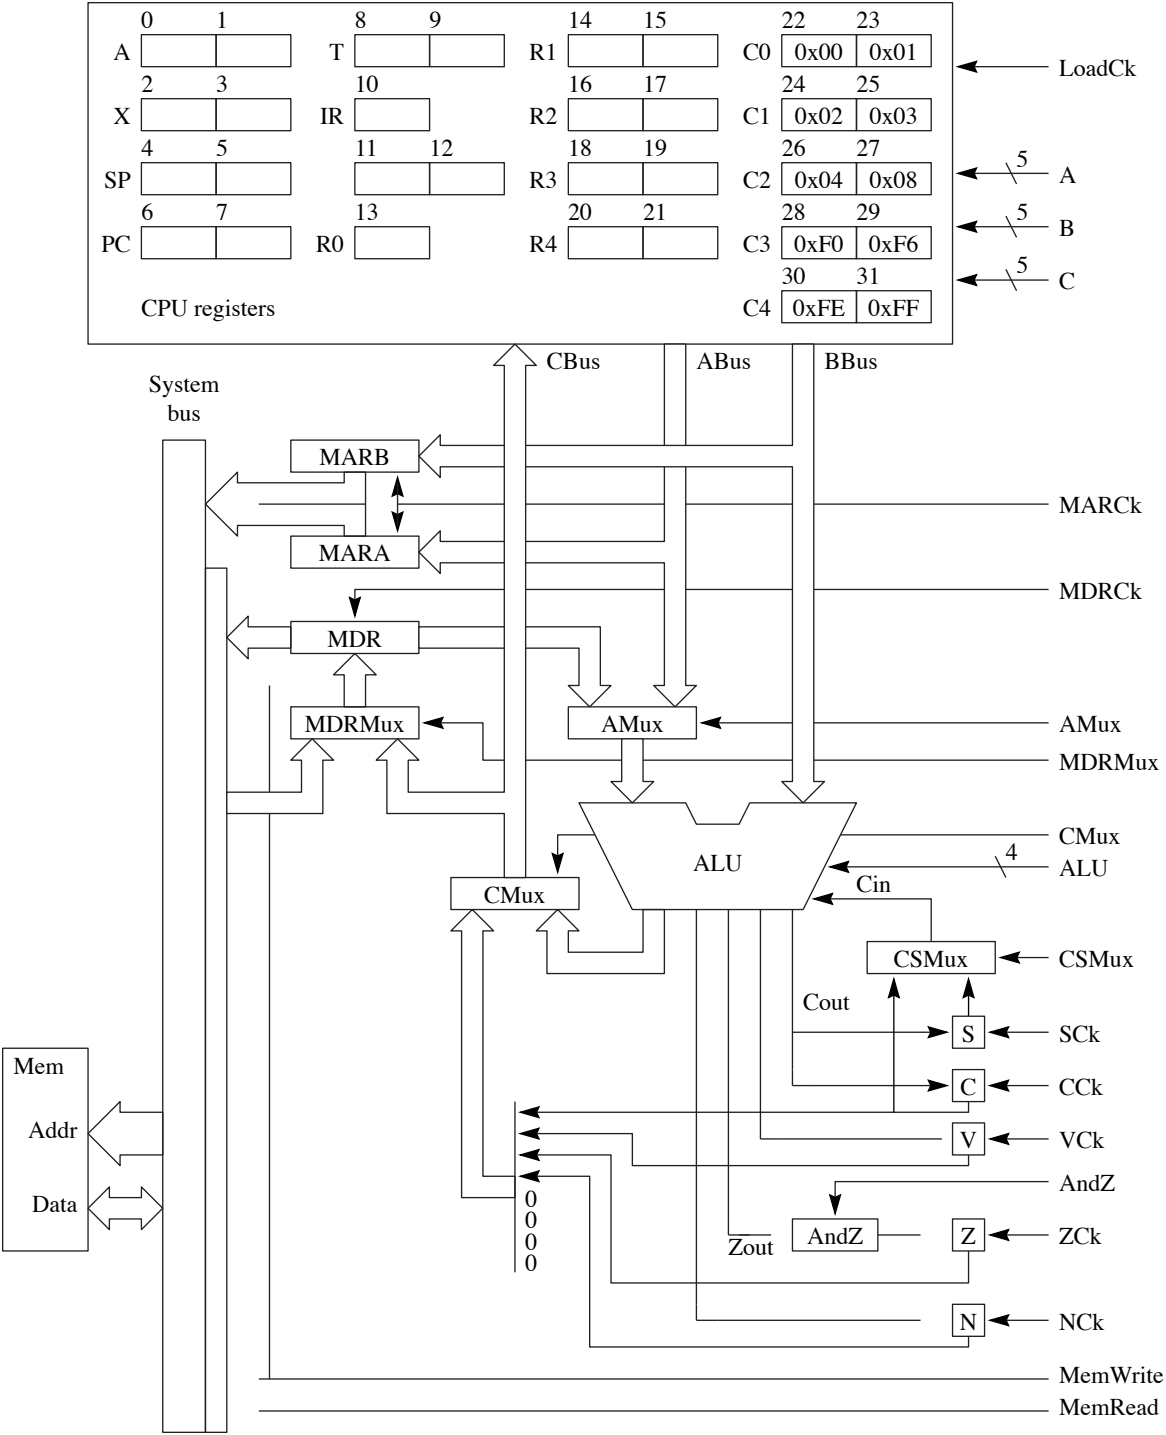 0 1 8 9 14 15 22 23
A T R1 C0 0x00 0x01 LoadCk
2 3 10 16 17 24 25
X IR R2 C1 0x02 0x03
4 5 11 12 18 19 26 27
SP R3 C2 0x04 0x08 5 A
6 7 13 20 21 28 29 5 B
PC R0 R4 C3 0xF0 0xF6
30 31 5 C
CPU registers C4 0xFE 0xFF
CBus ABus BBus
System
bus
MARB
MARCk
MARA
MDRCk
MDR
MDRMux AMux AMux
MDRMux
CMux
ALU 4 ALU
Cin
CMux
CSMux CSMux
Cout
S SCk
Mem
C CCk
Addr
V VCk
AndZ
Data
0
0
0
0
Zout AndZ Z ZCk
N NCk
MemWrite
MemRead